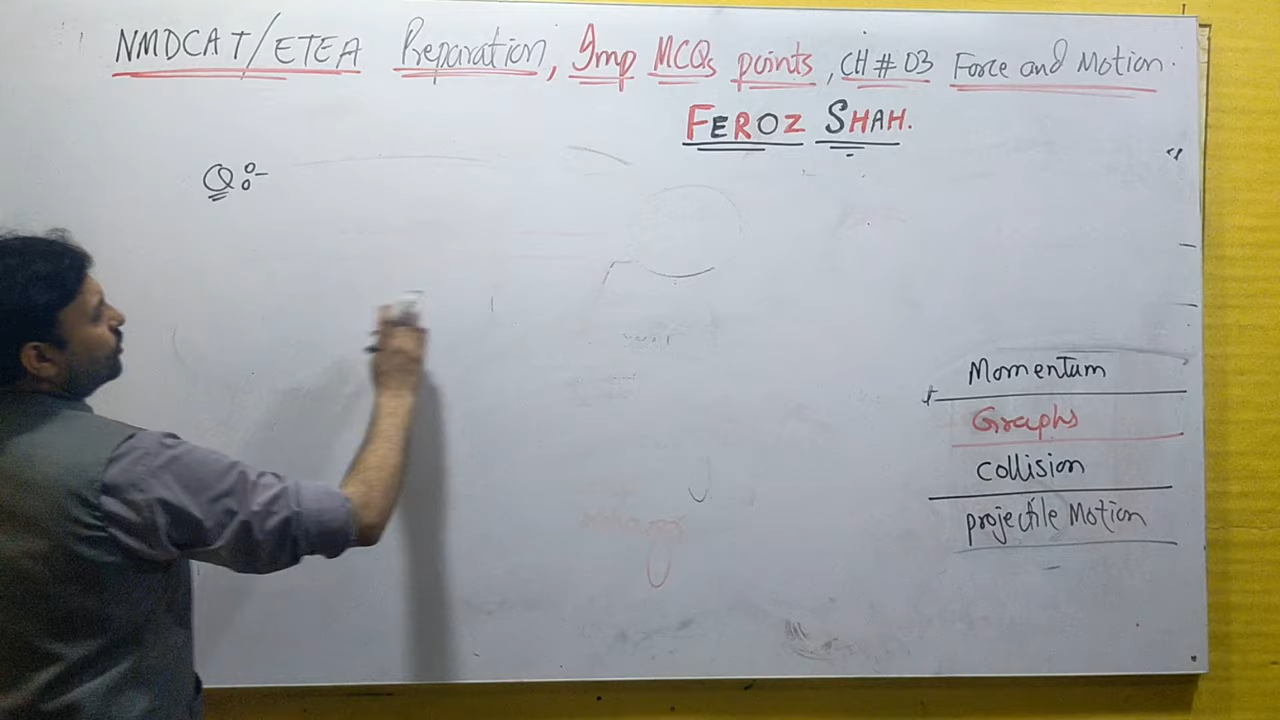 NMDCAT/ETEA Preparation, Imp MCQs points, CH # 03 Force and Motion.
FEROZ SHAH.
Q:-
Momentum
Graphs
collision
projectile Motion